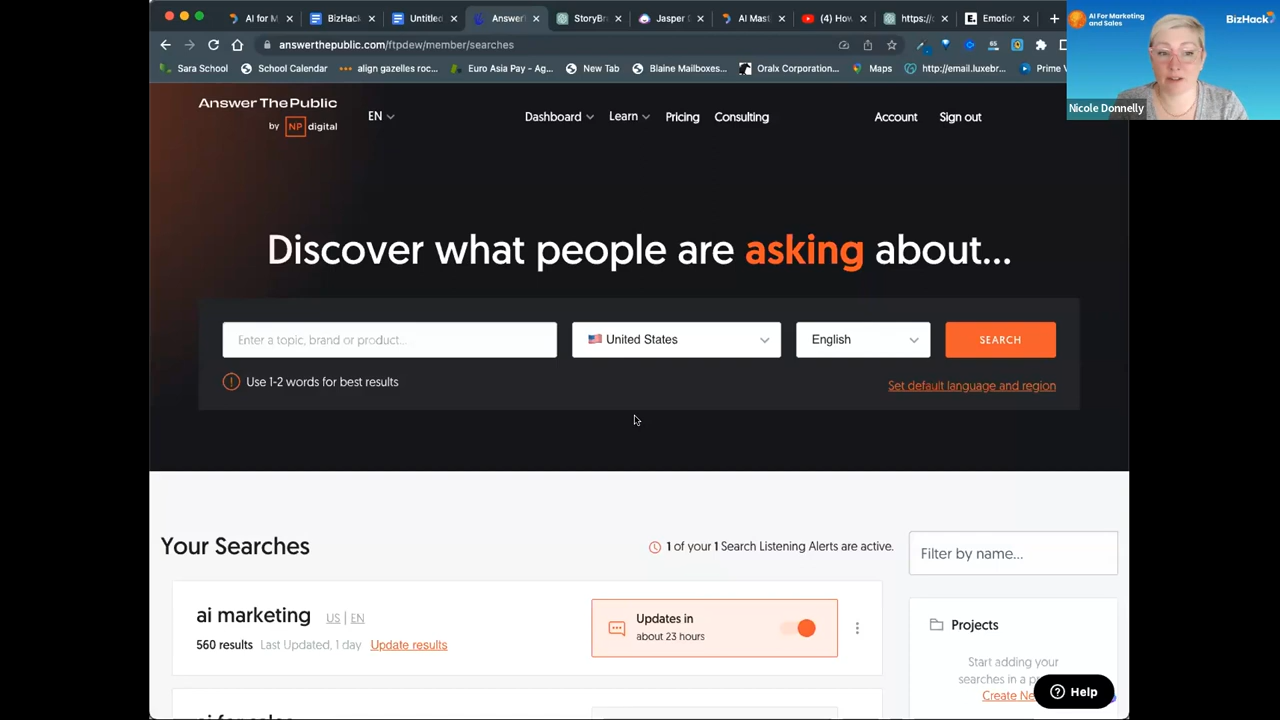 AI for M
BizHack
Untitled
Answer
StoryBr
Jasper
AI Mast
(4) How
https://
Emotion
answerthepublic.com/ftpdew/member/searches
Sara School
School Calendar
align gazelles roc...
Euro Asia Pay - Ag...
New Tab
Blaine Mailboxes...
Oralx Corporation...
Maps
http://email.luxebr...
Prime V
AI For Marketing
and Sales
BizHack
Nicole Donnelly
AnswerThePublic
by NP digital
EN
Dashboard
Learn
Pricing
Consulting
Account
Sign out
Discover what people are asking about...
Enter a topic, brand or product...
United States
English
SEARCH
Use 1-2 words for best results
Set default language and region
Your Searches
1 of your 1 Search Listening Alerts are active.
Filter by name...
ai marketing US | EN
560 results Last Updated, 1 day Update results
Updates in
about 23 hours
Projects
Start adding your
searches in a
Create Ne
Help
ai for sales